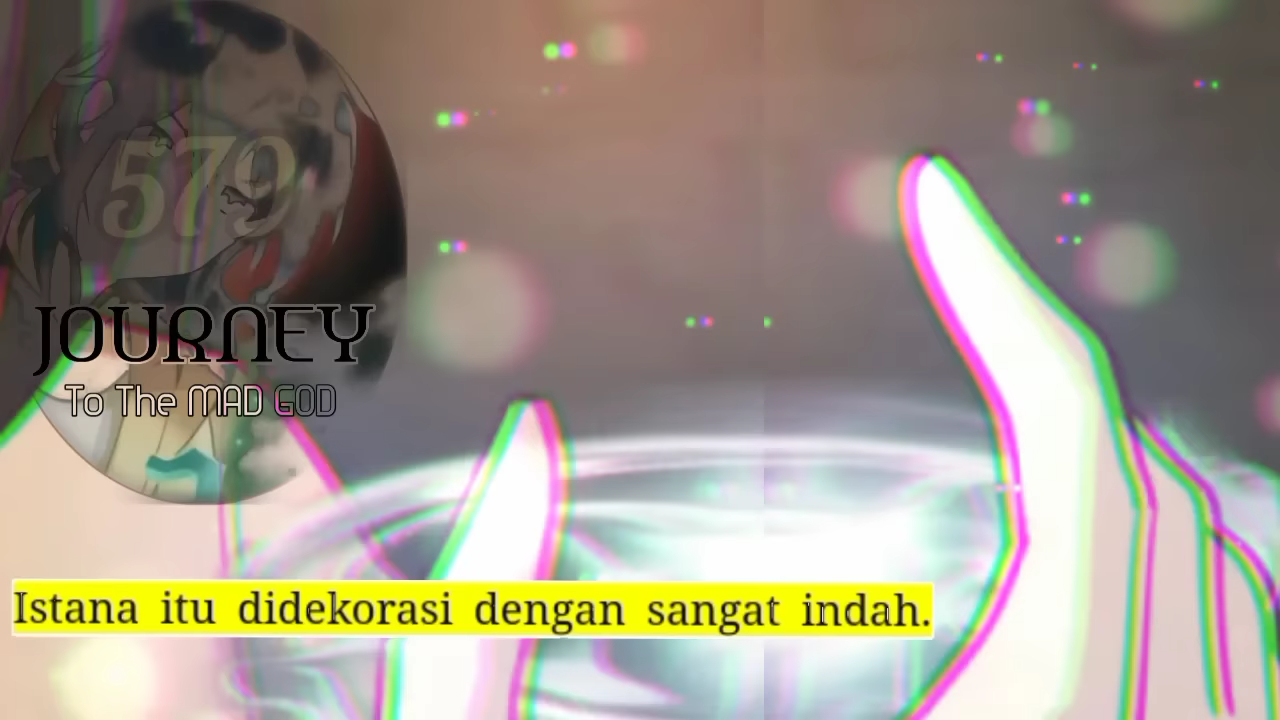 579
JOURNEY
To The MAD GOD
Istana itu didekorasi dengan sangat indah.